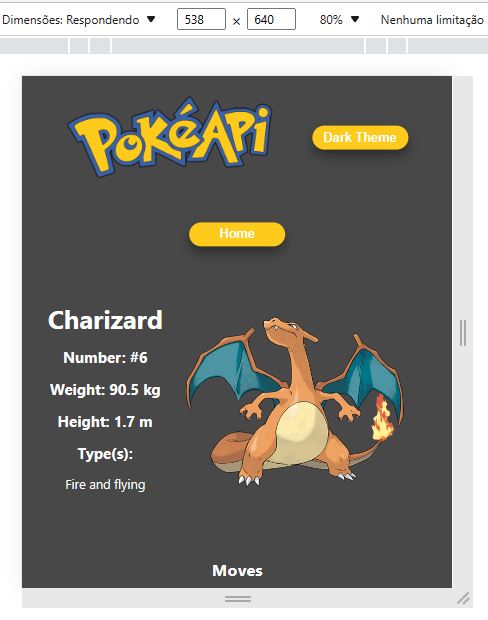 Dimensões: Respondendo ▼ 538 × 640 80% ▼ Nenhuma limitação
PokéApi
Dark Theme
Home
Charizard
Number: #6
Weight: 90.5 kg
Height: 1.7 m
Type(s):
Fire and flying
Moves